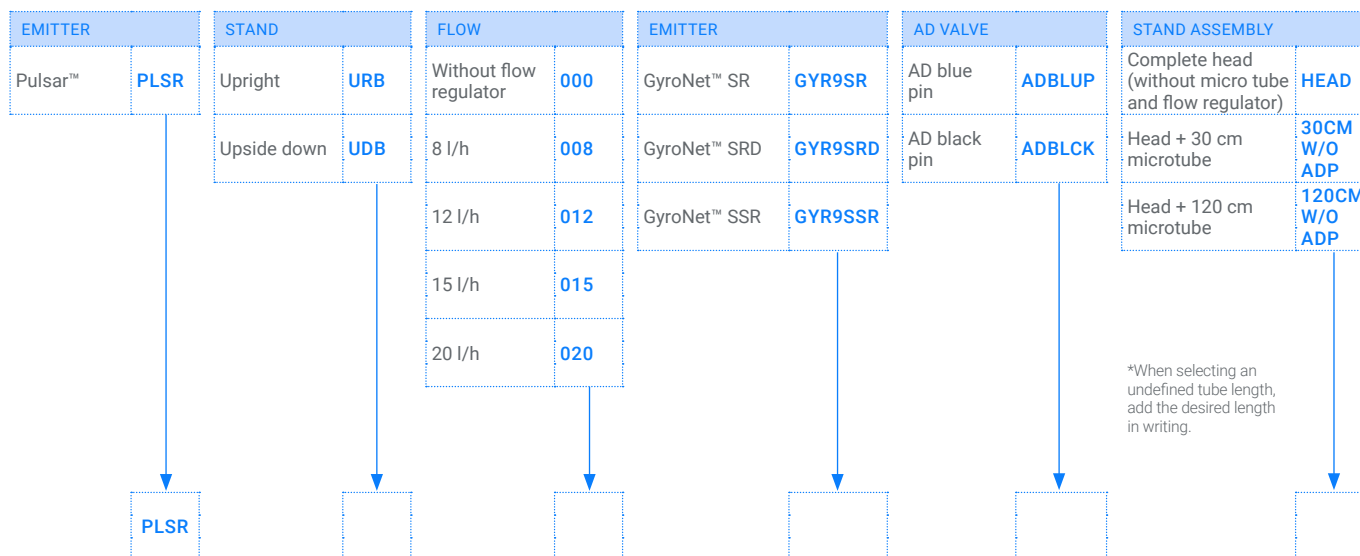 EMITTER
Pulsar™ PLSR
STAND
Upright URB
Upside down UDB
FLOW
Without flow
regulator 000
8 l/h 008
12 l/h 012
15 l/h 015
20 l/h 020
EMITTER
GyroNet™ SR GYR9SR
GyroNet™ SRD GYR9SRD
GyroNet™ SSR GYR9SSR
AD VALVE
AD blue
pin ADBLUP
AD black
pin ADBLCK
STAND ASSEMBLY
Complete head
(without micro tube
and flow regulator)
HEAD
Head + 30 cm
microtube
30CM
W/O
ADP
Head + 120 cm
microtube
120CM
W/O
ADP
*When selecting an
undefined tube length,
add the desired length
in writing.
PLSR